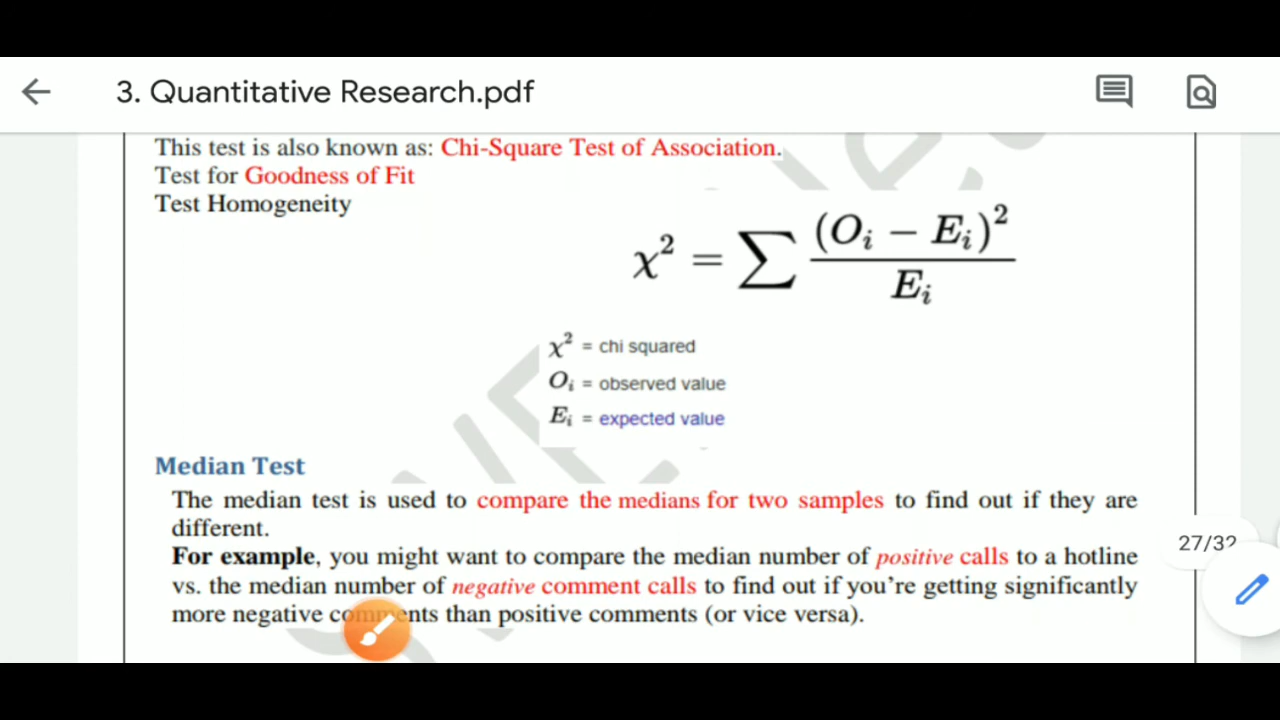 3. Quantitative Research.pdf
This test is also known as: Chi-Square Test of Association.
Test for Goodness of Fit
Test Homogeneity
χ² = ∑ (Oᵢ − Eᵢ)² / Eᵢ
χ² = chi squared
Oᵢ = observed value
Eᵢ = expected value
Median Test
The median test is used to compare the medians for two samples to find out if they are
different.
For example, you might want to compare the median number of positive calls to a hotline
27/32
vs. the median number of negative comment calls to find out if you’re getting significantly
more negative comments than positive comments (or vice versa).